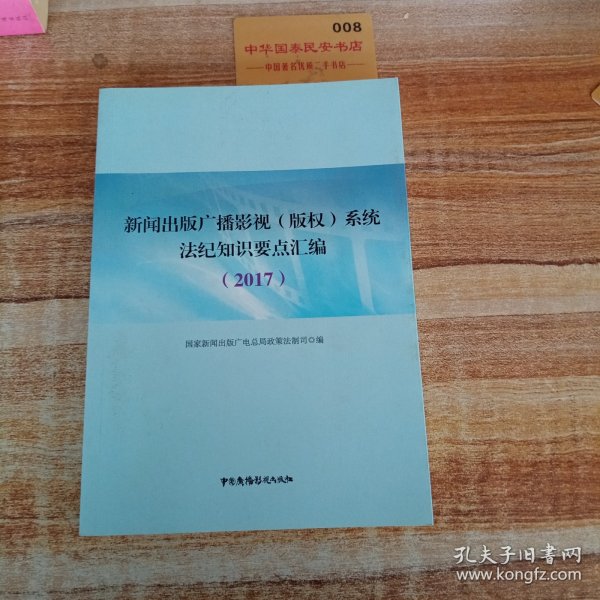 008
中华国泰民安书店
中国著名优质二手书店
新闻出版广播影视（版权）系统
法纪知识要点汇编
（2017）
国家新闻出版广电总局政策法制司◎编
中国广播影视出版社
孔夫子旧书网
www.kongfz.com